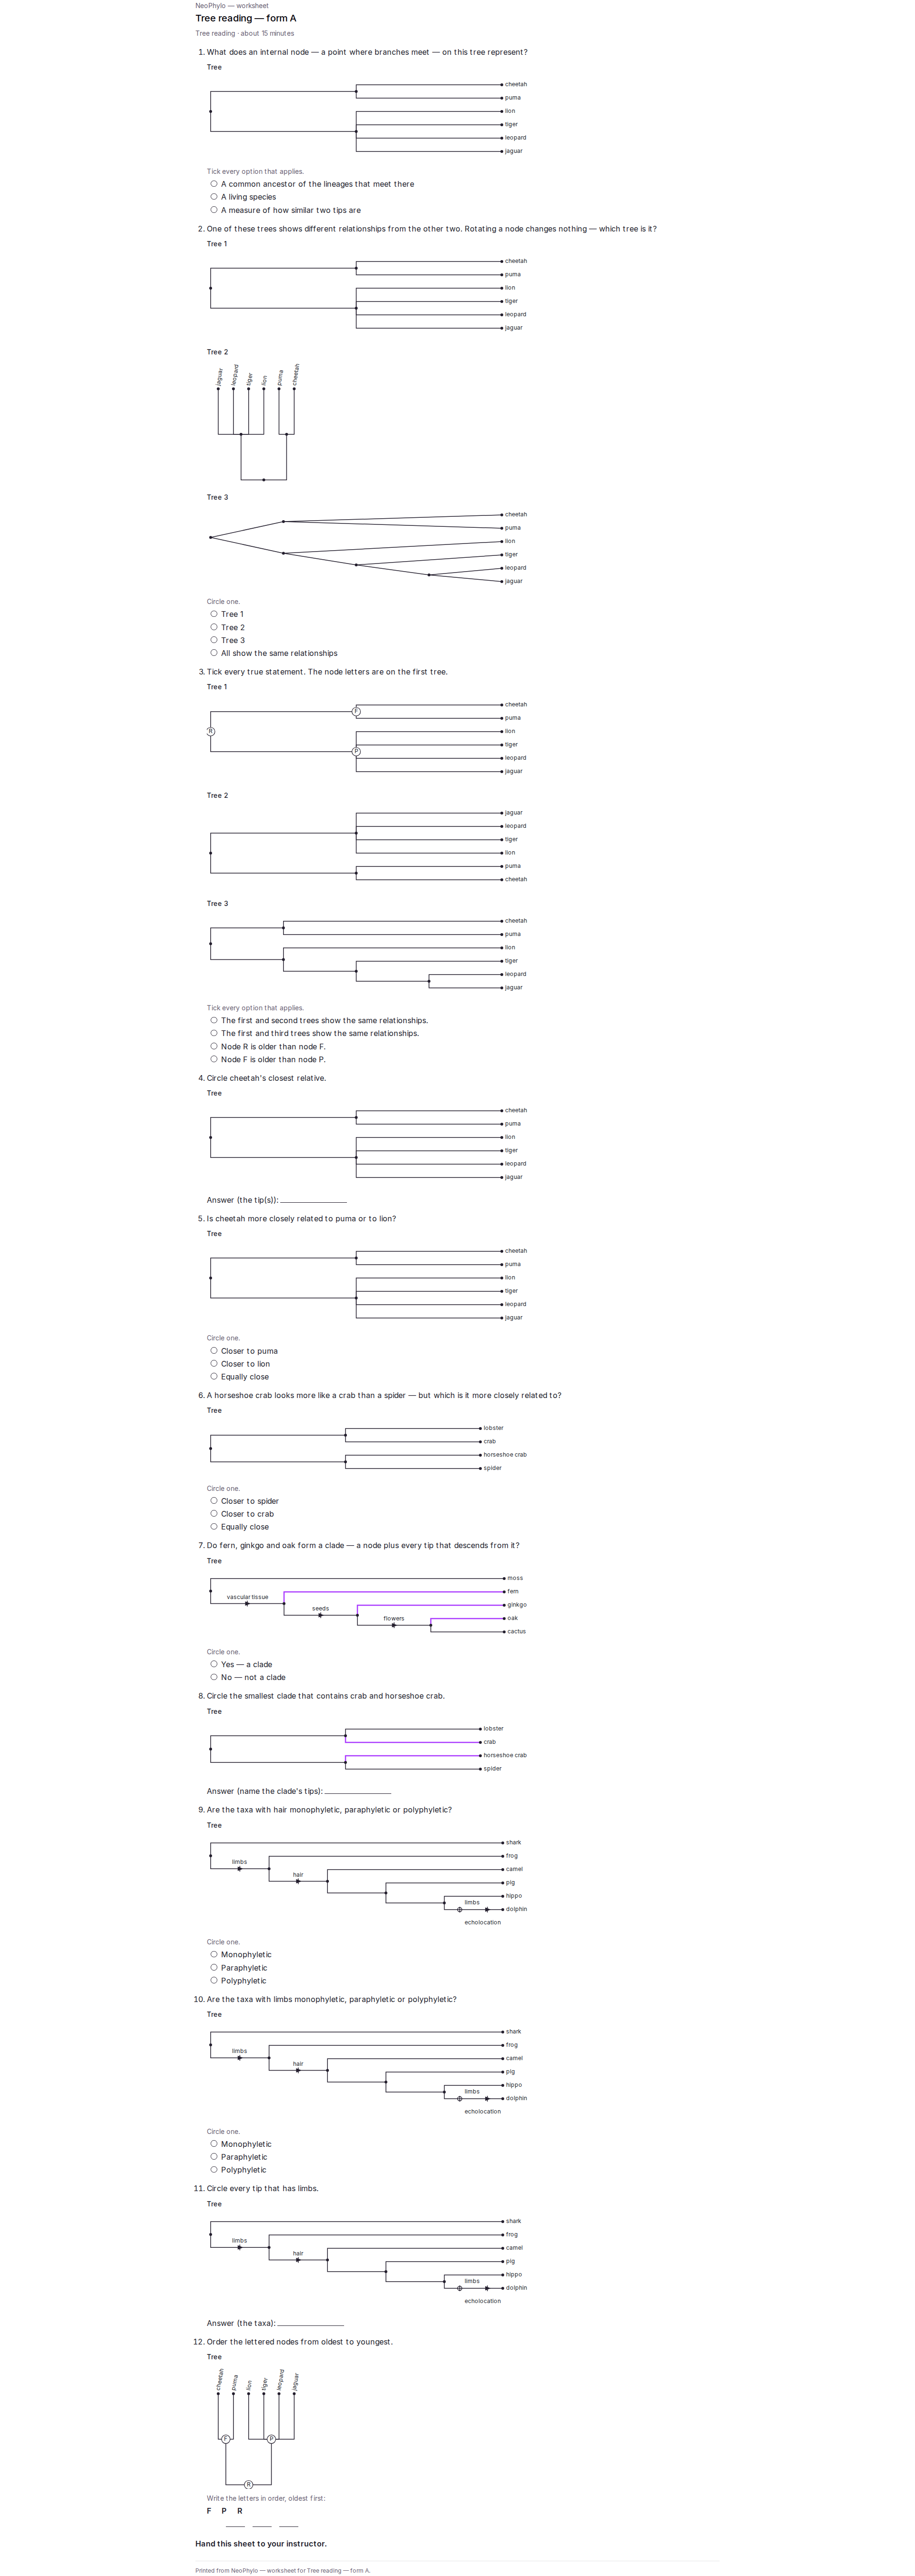 NeoPhylo — worksheet
Tree reading — form A
Tree reading · about 15 minutes
1. What does an internal node — a point where branches meet — on this tree represent?
Tree
cheetah
puma
lion
tiger
leopard
jaguar
Tick every option that applies.
A common ancestor of the lineages that meet there
A living species
A measure of how similar two tips are
2. One of these trees shows different relationships from the other two. Rotating a node changes nothing — which tree is it?
Tree 1
cheetah
puma
lion
tiger
leopard
jaguar
Tree 2
jaguar leopard tiger lion puma cheetah
Tree 3
cheetah
puma
lion
tiger
leopard
jaguar
Circle one.
Tree 1
Tree 2
Tree 3
All show the same relationships
3. Tick every true statement. The node letters are on the first tree.
Tree 1
cheetah
F
puma
lion
R
tiger
P
leopard
jaguar
Tree 2
jaguar
leopard
tiger
lion
puma
cheetah
Tree 3
cheetah
puma
lion
tiger
leopard
jaguar
Tick every option that applies.
The first and second trees show the same relationships.
The first and third trees show the same relationships.
Node R is older than node F.
Node F is older than node P.
4. Circle cheetah's closest relative.
Tree
cheetah
puma
lion
tiger
leopard
jaguar
Answer (the tip(s)):
5. Is cheetah more closely related to puma or to lion?
Tree
cheetah
puma
lion
tiger
leopard
jaguar
Circle one.
Closer to puma
Closer to lion
Equally close
6. A horseshoe crab looks more like a crab than a spider — but which is it more closely related to?
Tree
lobster
crab
horseshoe crab
spider
Circle one.
Closer to spider
Closer to crab
Equally close
7. Do fern, ginkgo and oak form a clade — a node plus every tip that descends from it?
Tree
moss
fern
vascular tissue
ginkgo
seeds
oak
flowers
cactus
Circle one.
Yes — a clade
No — not a clade
8. Circle the smallest clade that contains crab and horseshoe crab.
Tree
lobster
crab
horseshoe crab
spider
Answer (name the clade's tips):
9. Are the taxa with hair monophyletic, paraphyletic or polyphyletic?
Tree
shark
frog
limbs
camel
hair
pig
hippo
limbs
dolphin
echolocation
Circle one.
Monophyletic
Paraphyletic
Polyphyletic
10. Are the taxa with limbs monophyletic, paraphyletic or polyphyletic?
Tree
shark
frog
limbs
camel
hair
pig
hippo
limbs
dolphin
echolocation
Circle one.
Monophyletic
Paraphyletic
Polyphyletic
11. Circle every tip that has limbs.
Tree
shark
frog
limbs
camel
hair
pig
hippo
limbs
dolphin
echolocation
Answer (the taxa):
12. Order the lettered nodes from oldest to youngest.
Tree
cheetah puma lion tiger leopard jaguar
F P
R
Write the letters in order, oldest first:
F P R
Hand this sheet to your instructor.
Printed from NeoPhylo — worksheet for Tree reading — form A.